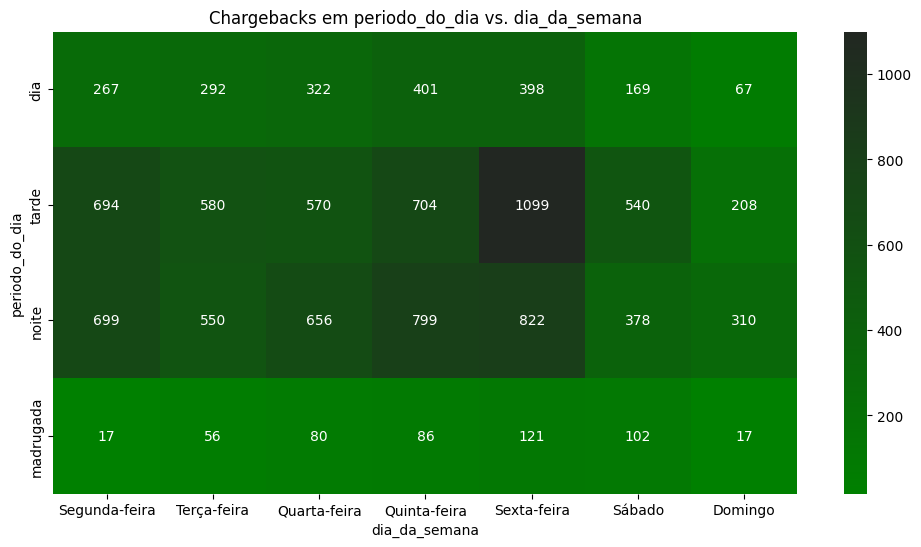 Chargebacks em periodo_do_dia vs. dia_da_semana
periodo_do_dia
dia 267 292 322 401 398 169 67
tarde 694 580 570 704 1099 540 208
noite 699 550 656 799 822 378 310
madrugada 17 56 80 86 121 102 17
Segunda-feira Terça-feira Quarta-feira Quinta-feira Sexta-feira Sábado Domingo
dia_da_semana
1000
800
600
400
200